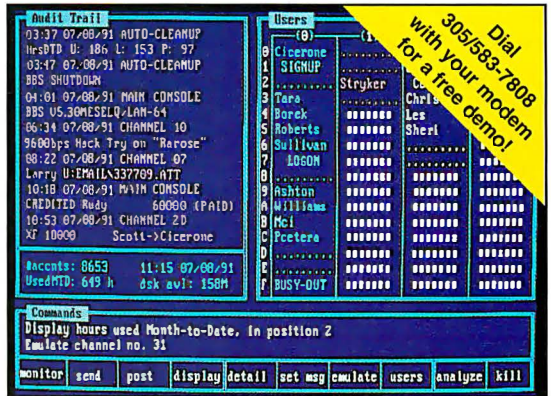 Audit Trail
03:37 07/08/91 AUTO-CLEANUP
HrsDTD U: 186 L: 153 P: 97
03:47 07/08/91 AUTO-CLEANUP
BBS SHUTDOWN
04:01 07/08/91 MAIN CONSOLE
BBS V5.30MESELQ/LAN-64
06:34 07/08/91 CHANNEL 10
9600bps Hack Try on "Rarose"
08:22 07/08/91 CHANNEL 07
Larry U:EMAIL\337709.ATT
10:18 07/08/91 MAIN CONSOLE
CREDITED Rudy 60000 (PAID)
10:53 07/08/91 CHANNEL 2D
XF 10000 Scott->Cicerone
#accnts: 8653 11:15 07/08/91
UsedMTD: 649 h dsk avl: 158M
Users
(0)
0 Cicerone
1 SIGNUP
2 ........ Stryker
3 Tara
4 Borek Les
5 Roberts Sheri
6 Sullivan
7 LOGON
8 ........
9 Ashton
A Williams
B Mci
C Pcetera
D ........
E ........
F BUSY-OUT
305/583-7808
Dial
with your modem
for a free demo!
Commands
Display hours used Month-to-Date, in position 2
Emulate channel no. 31
monitor send post display detail set msg emulate users analyze kill